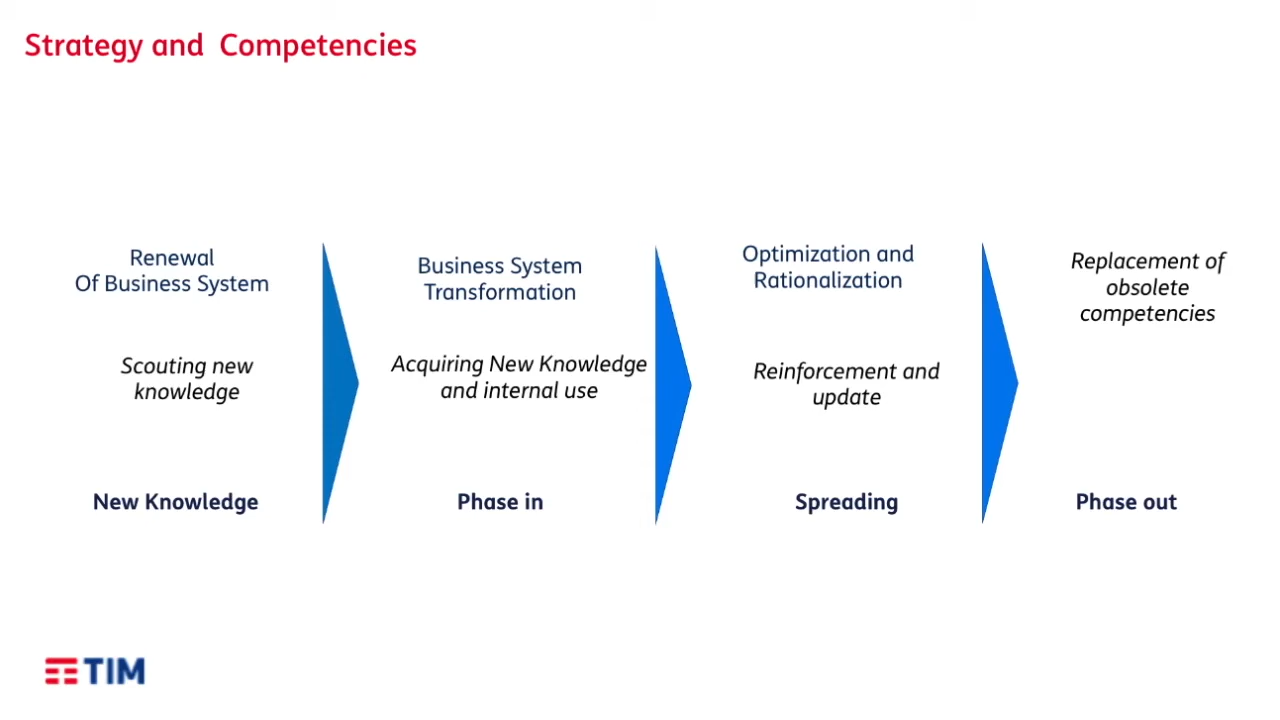 Strategy and Competencies
Renewal
Of Business System
Scouting new
knowledge
New Knowledge
Business System
Transformation
Acquiring New Knowledge
and internal use
Phase in
Optimization and
Rationalization
Reinforcement and
update
Spreading
Replacement of
obsolete
competencies
Phase out
TIM